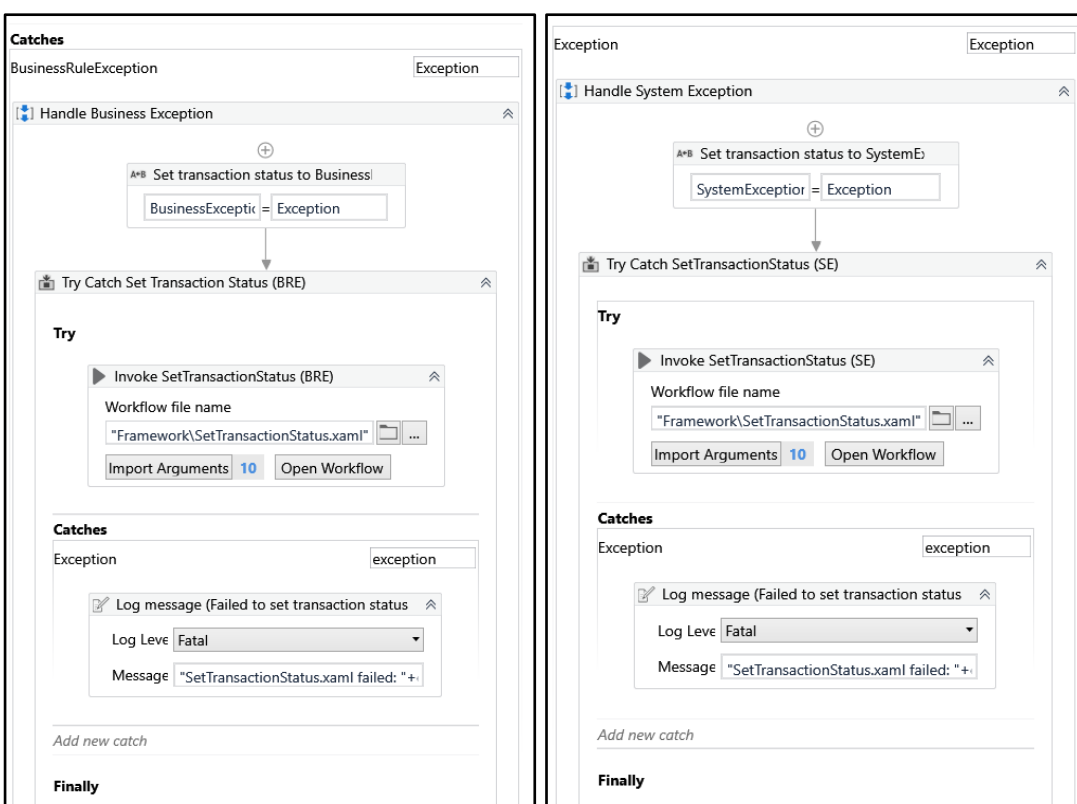 Catches
BusinessRuleException Exception
Handle Business Exception
A*B Set transaction status to Business
BusinessExceptic = Exception
Try Catch Set Transaction Status (BRE)
Try
Invoke SetTransactionStatus (BRE)
Workflow file name
"Framework\SetTransactionStatus.xaml" ...
Import Arguments 10 Open Workflow
Catches
Exception exception
Log message (Failed to set transaction status
Log Leve Fatal
Message "SetTransactionStatus.xaml failed: "+
Add new catch
Finally
Exception Exception
Handle System Exception
A*B Set transaction status to SystemE
SystemException = Exception
Try Catch SetTransactionStatus (SE)
Try
Invoke SetTransactionStatus (SE)
Workflow file name
"Framework\SetTransactionStatus.xaml" ...
Import Arguments 10 Open Workflow
Catches
Exception exception
Log message (Failed to set transaction status
Log Leve Fatal
Message "SetTransactionStatus.xaml failed: "+
Add new catch
Finally